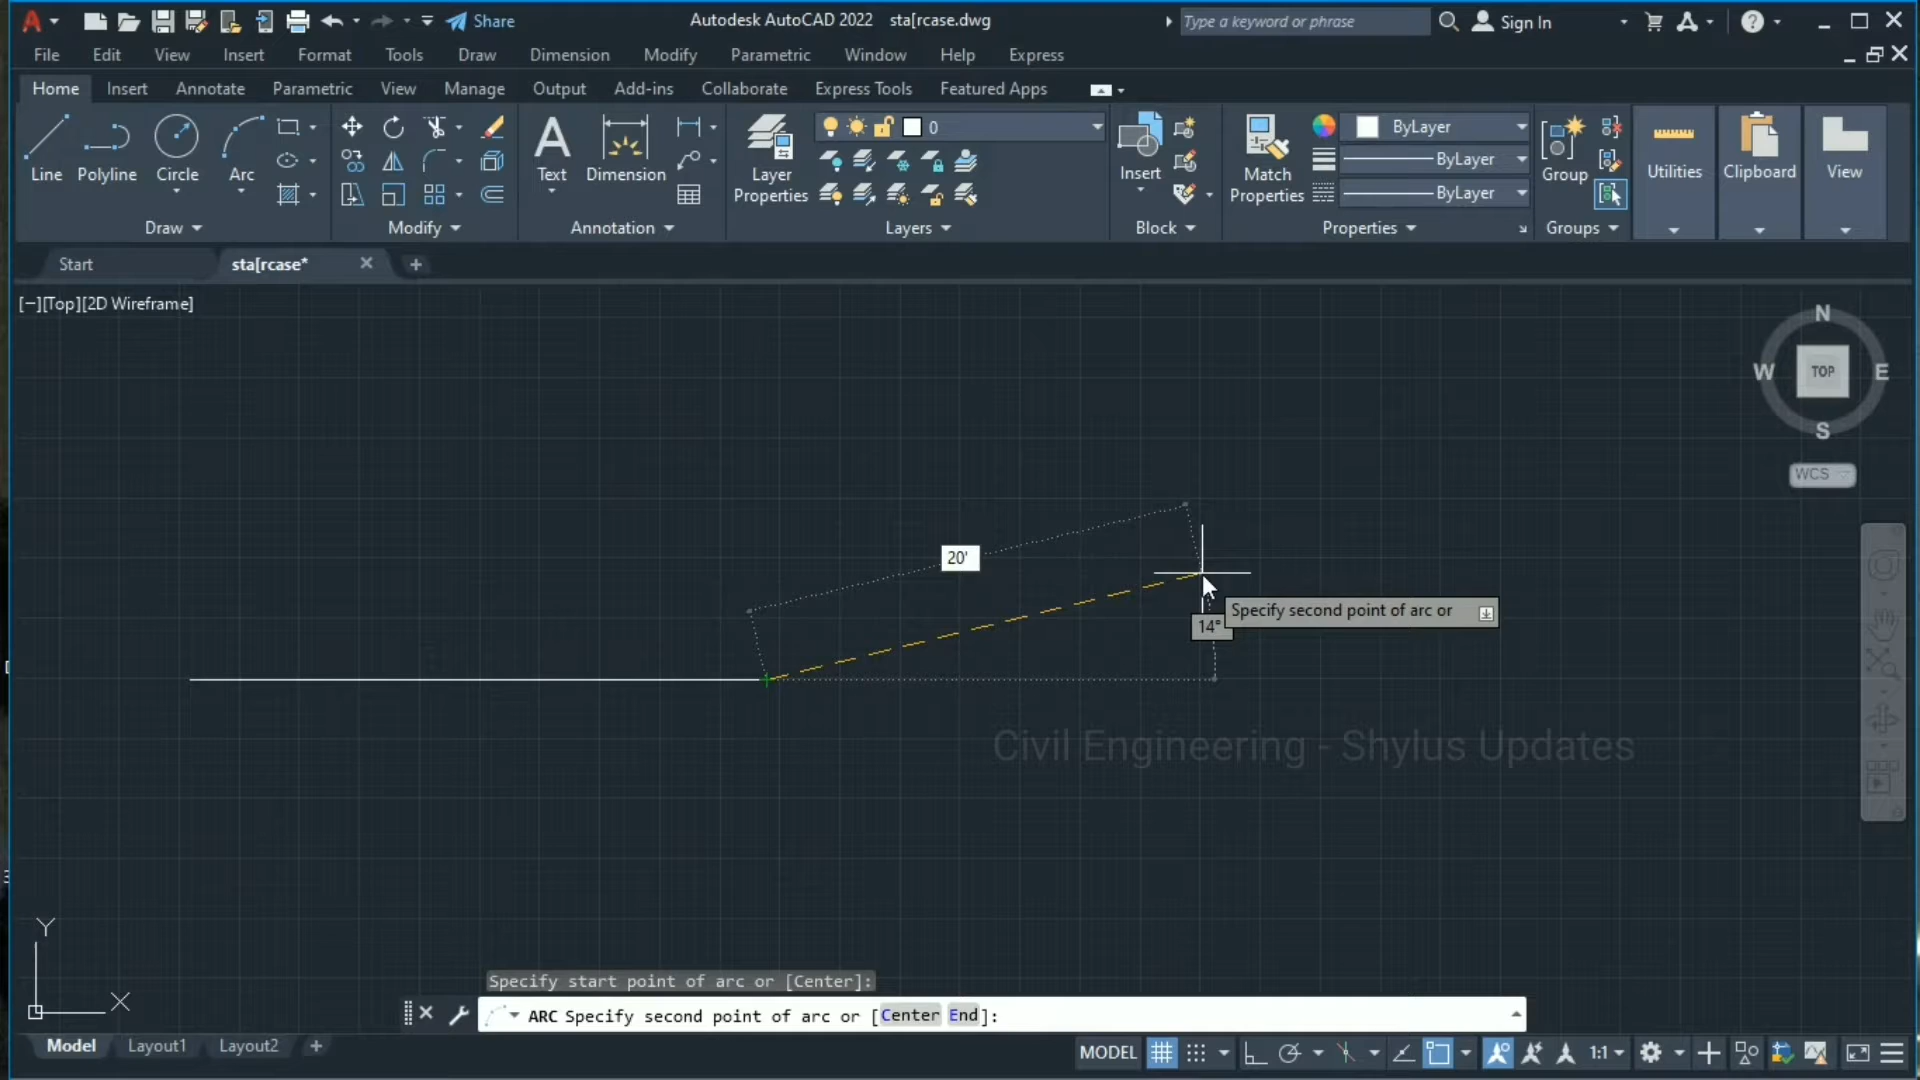 Share
Autodesk AutoCAD 2022 sta[rcase.dwg
Type a keyword or phrase
Sign In
File Edit View Insert Format Tools Draw Dimension Modify Parametric Window Help Express
Home Insert Annotate Parametric View Manage Output Add-ins Collaborate Express Tools Featured Apps
0
ByLayer
ByLayer
ByLayer
Line Polyline Circle Arc
Text Dimension
Layer Properties
Insert
Match Properties
Group
Utilities Clipboard View
Draw Modify Annotation Layers Block Properties Groups
Start sta[rcase*
[−][Top][2D Wireframe]
N
W TOP E
S
WCS
20'
Specify second point of arc or
14°
Civil Engineering - Shylus Updates
Y
X
Specify start point of arc or [Center]:
ARC Specify second point of arc or [Center End]:
Model Layout1 Layout2
MODEL 1:1